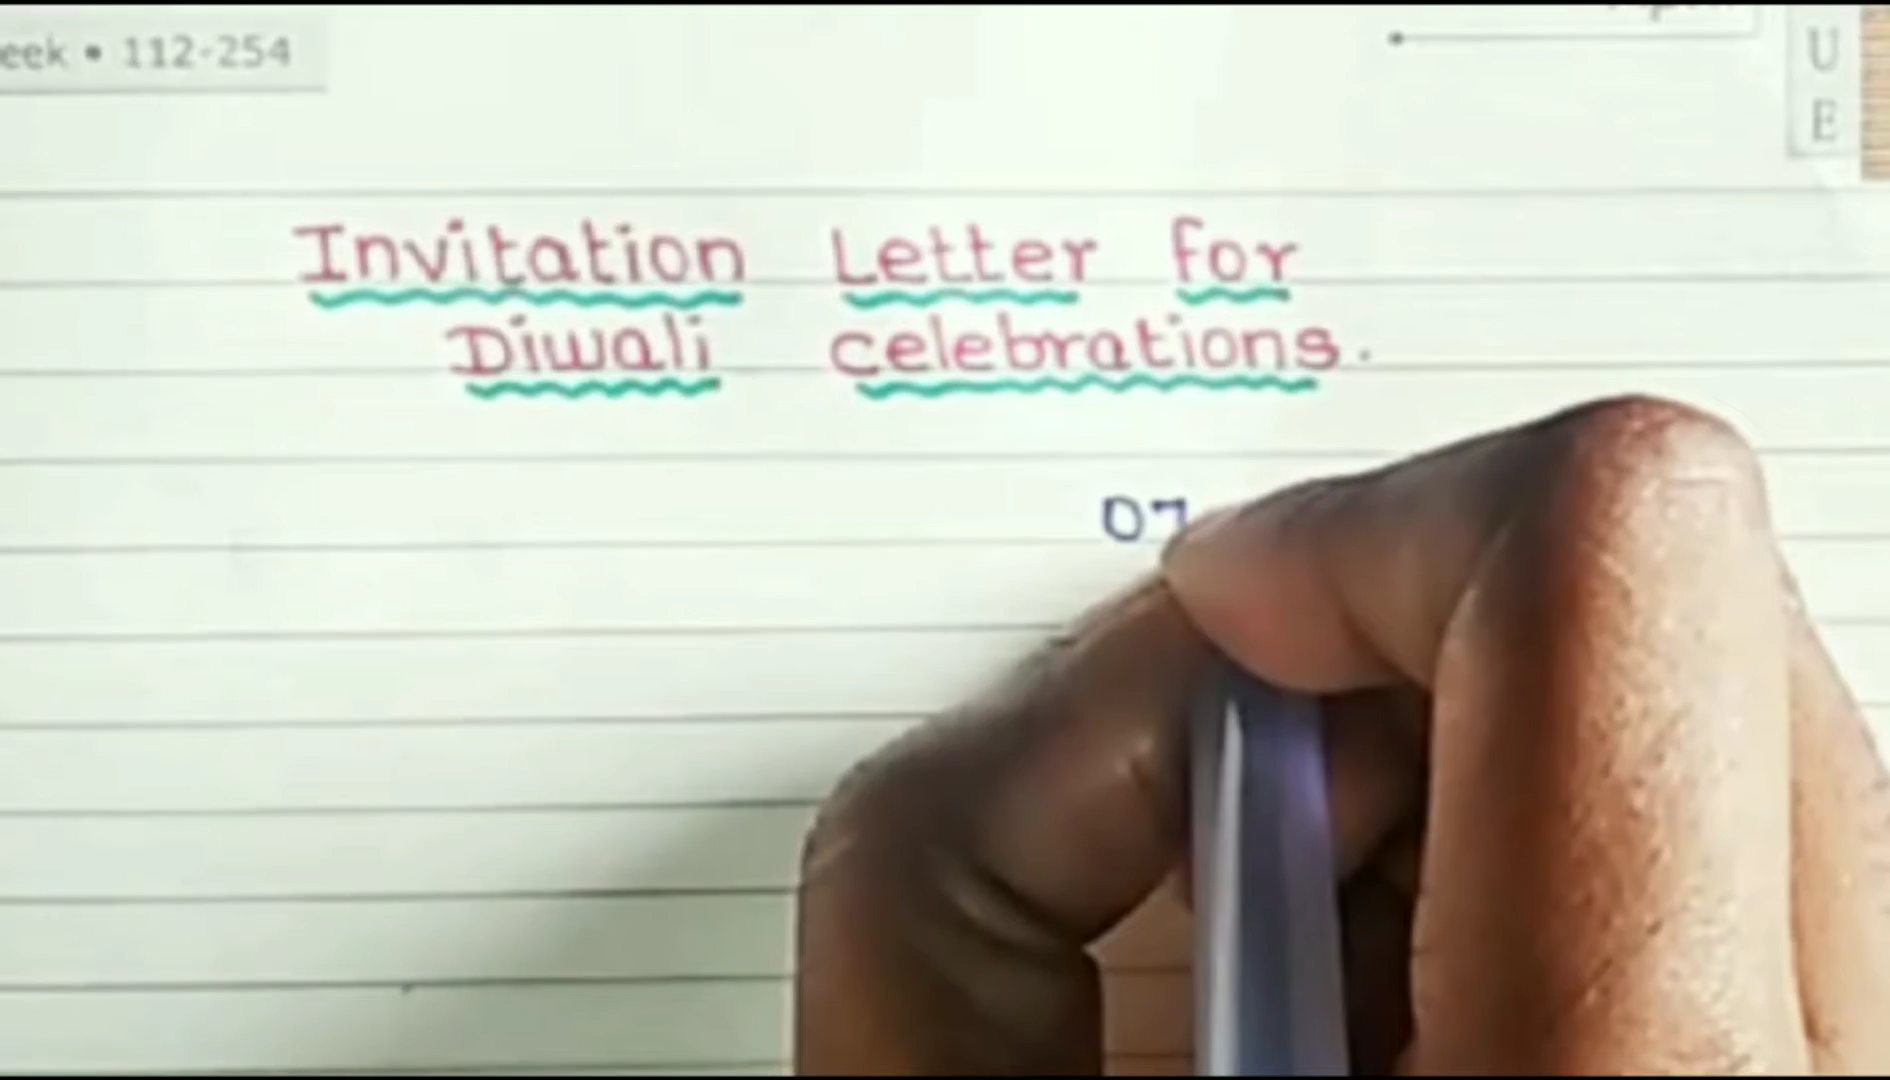 eek • 112-254
U
E
Invitation Letter for
Diwali celebrations.
07